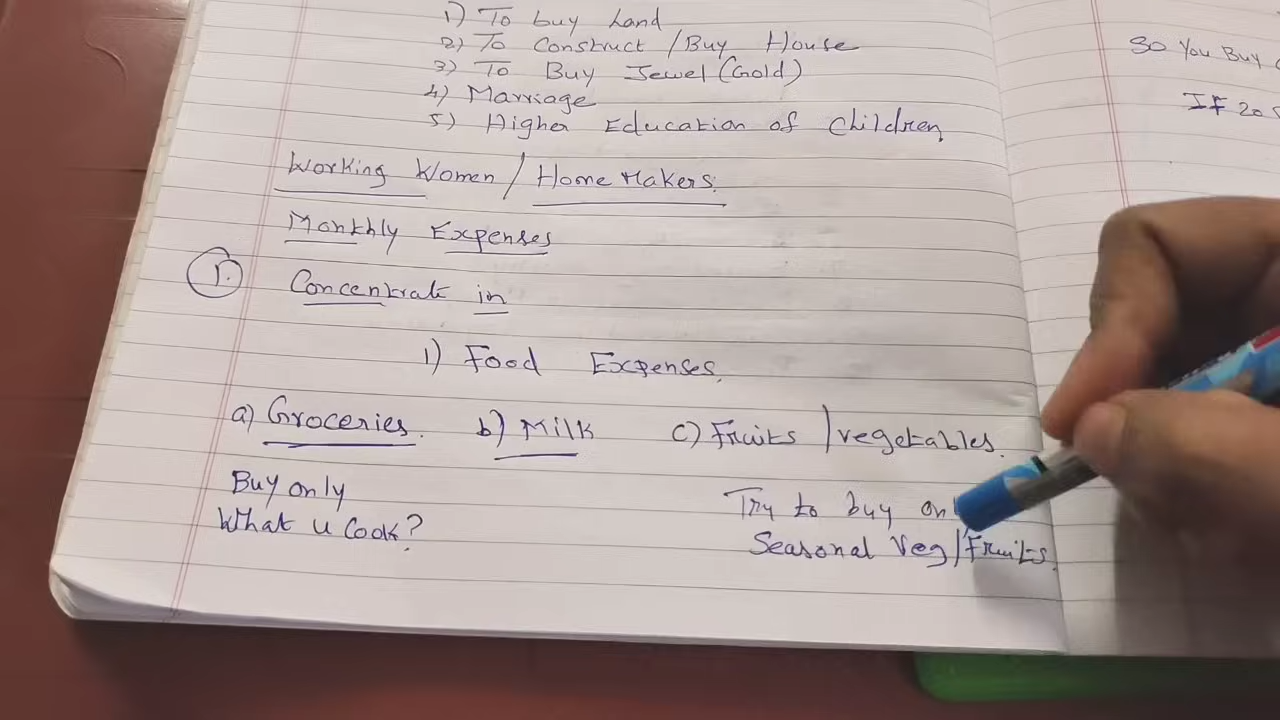 1) To buy Land
2) To Construct / Buy House
3) To Buy Jewel (Gold)
4) Marriage
5) Higher Education of Children
Working Women / Home Makers.
Monthly Expenses
1. Concentrate in
1) Food Expenses.
a) Groceries. b) Milk c) Fruits / vegetables.
Buy only
What u Cook?
Try to buy
Seasonal Veg / Fruits.
So You Buy
If 20